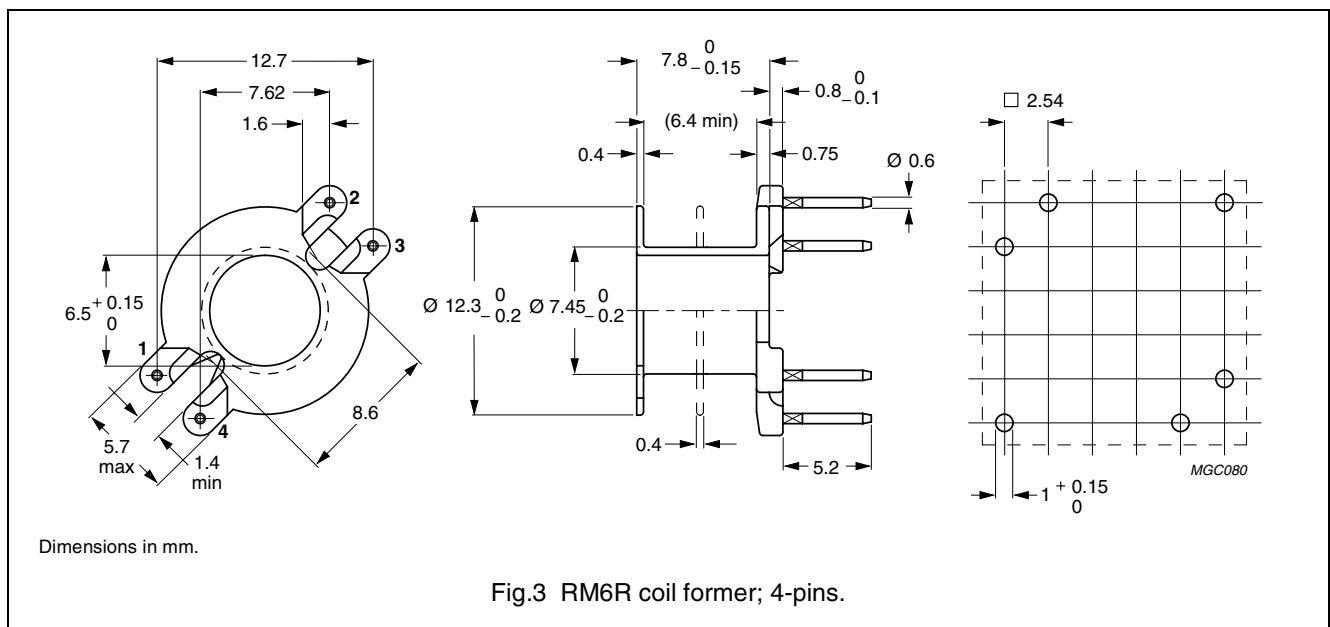 12.7
7.62
1.6
2
3
6.5 + 0.15 0
1
4
5.7 max
1.4 min
8.6
7.8 0 − 0.15
0.8 0 − 0.1
(6.4 min)
0.4
0.75
Ø 0.6
Ø 12.3 0 − 0.2
Ø 7.45 0 − 0.2
0.4
5.2
□ 2.54
MGC080
1 + 0.15 0
Dimensions in mm.
Fig.3 RM6R coil former; 4-pins.